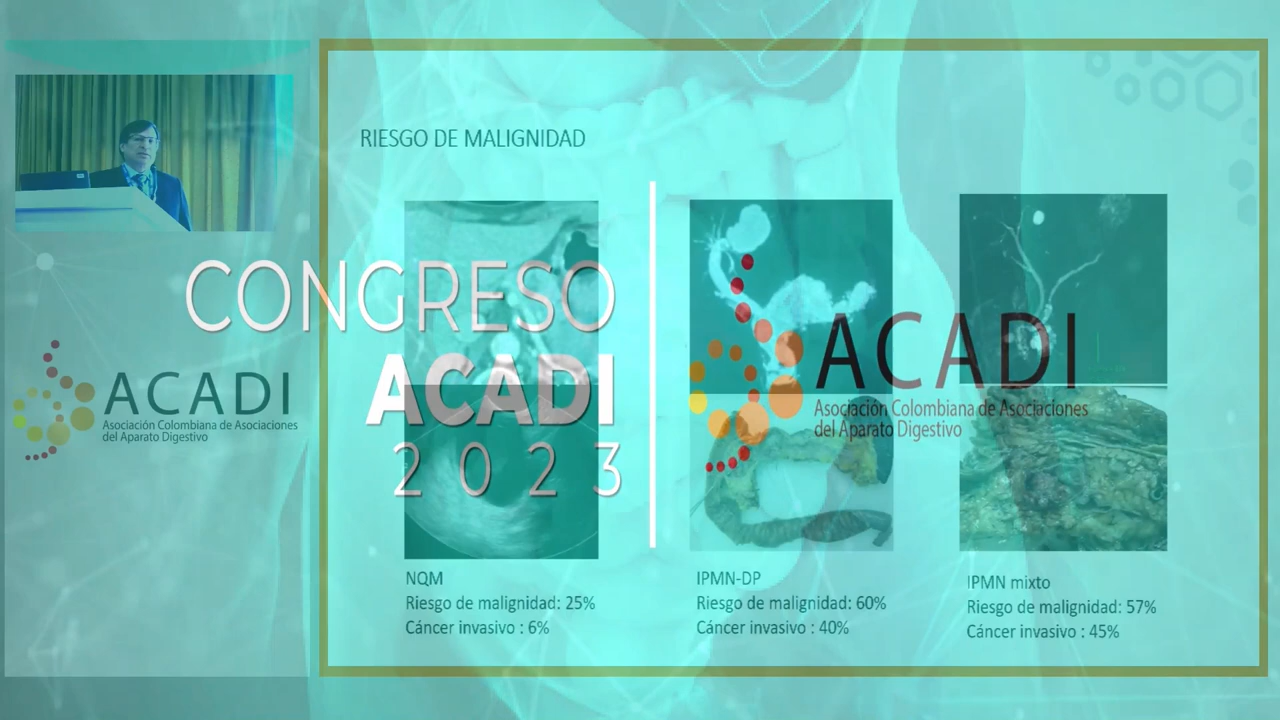 RIESGO DE MALIGNIDAD
CONGRESO
ACADI
2023
ACADI
Asociación Colombiana de Asociaciones
del Aparato Digestivo
ACADI
Asociación Colombiana de Asociaciones
del Aparato Digestivo
NQM
Riesgo de malignidad: 25%
Cáncer invasivo : 6%
IPMN-DP
Riesgo de malignidad: 60%
Cáncer invasivo : 40%
IPMN mixto
Riesgo de malignidad: 57%
Cáncer invasivo : 45%